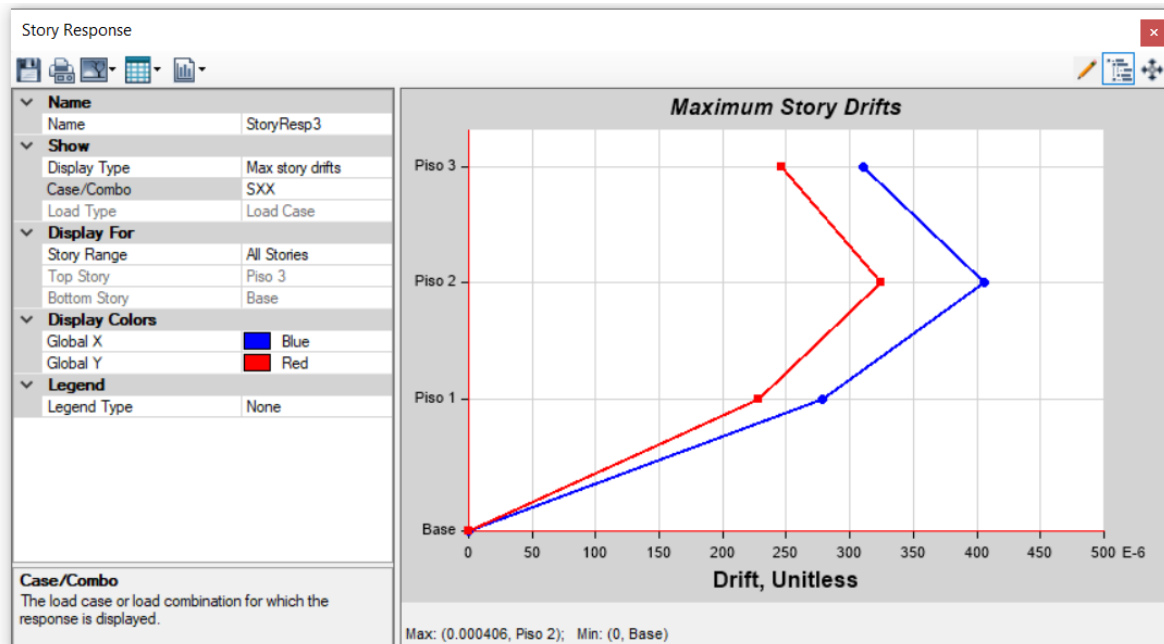 Story Response
Name
Name StoryResp3
Show
Display Type Max story drifts
Case/Combo SXX
Load Type Load Case
Display For
Story Range All Stories
Top Story Piso 3
Bottom Story Base
Display Colors
Global X Blue
Global Y Red
Legend
Legend Type None
Case/Combo
The load case or load combination for which the
response is displayed.
Maximum Story Drifts
Piso 3
Piso 2
Piso 1
Base
0 50 100 150 200 250 300 350 400 450 500 E-6
Drift, Unitless
Max: (0.000406, Piso 2); Min: (0, Base)